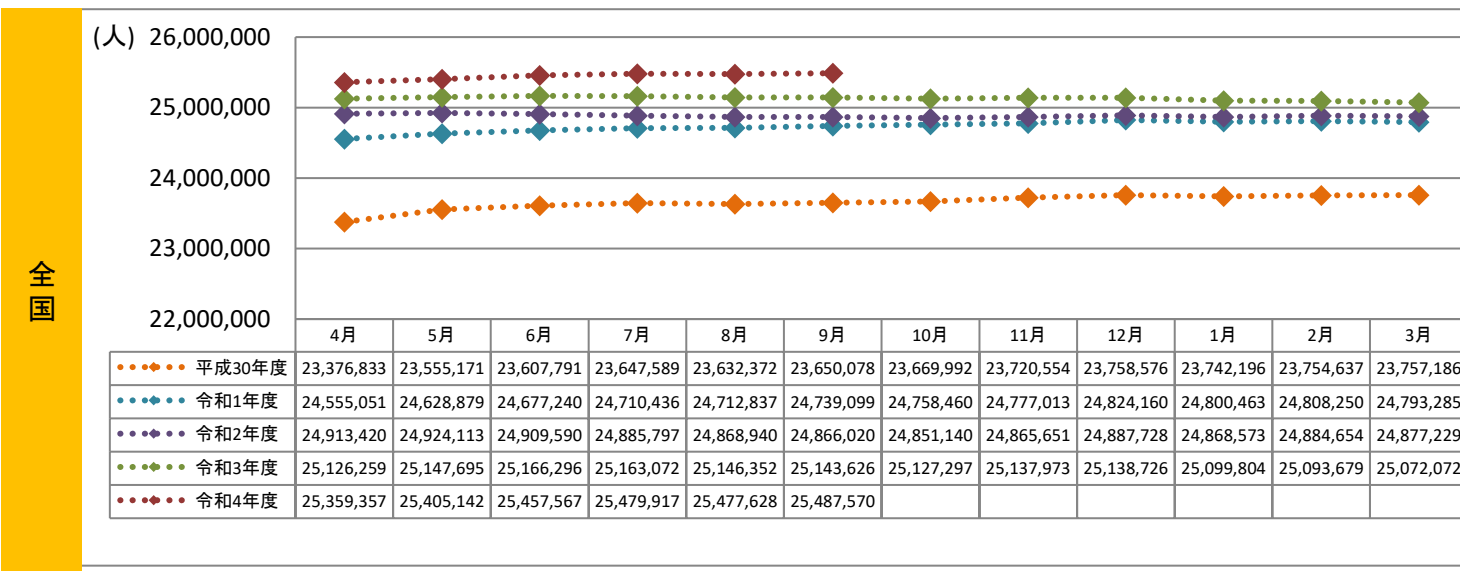 全国
(人) 26,000,000
25,000,000
24,000,000
23,000,000
22,000,000
4月 5月 6月 7月 8月 9月 10月 11月 12月 1月 2月 3月
平成30年度 23,376,833 23,555,171 23,607,791 23,647,589 23,632,372 23,650,078 23,669,992 23,720,554 23,758,576 23,742,196 23,754,637 23,757,186
令和1年度 24,555,051 24,628,879 24,677,240 24,710,436 24,712,837 24,739,099 24,758,460 24,777,013 24,824,160 24,800,463 24,808,250 24,793,285
令和2年度 24,913,420 24,924,113 24,909,590 24,885,797 24,868,940 24,866,020 24,851,140 24,865,651 24,887,728 24,868,573 24,884,654 24,877,229
令和3年度 25,126,259 25,147,695 25,166,296 25,163,072 25,146,352 25,143,626 25,127,297 25,137,973 25,138,726 25,099,804 25,093,679 25,072,072
令和4年度 25,359,357 25,405,142 25,457,567 25,479,917 25,477,628 25,487,570